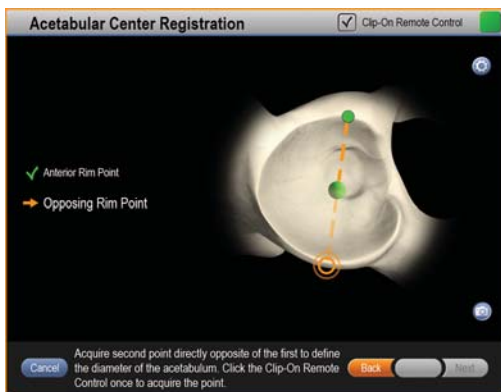 Acetabular Center Registration
Clip-On Remote Control
Anterior Rim Point
Opposing Rim Point
Cancel
Acquire second point directly opposite of the first to define
the diameter of the acetabulum. Click the Clip-On Remote
Control once to acquire the point.
Back
Next